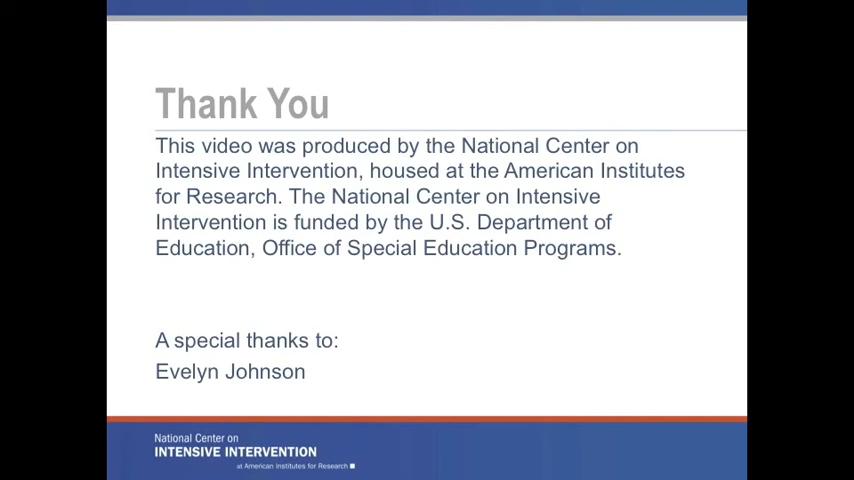 Thank You
This video was produced by the National Center on
Intensive Intervention, housed at the American Institutes
for Research. The National Center on Intensive
Intervention is funded by the U.S. Department of
Education, Office of Special Education Programs.
A special thanks to:
Evelyn Johnson
National Center on
INTENSIVE INTERVENTION
at American Institutes for Research